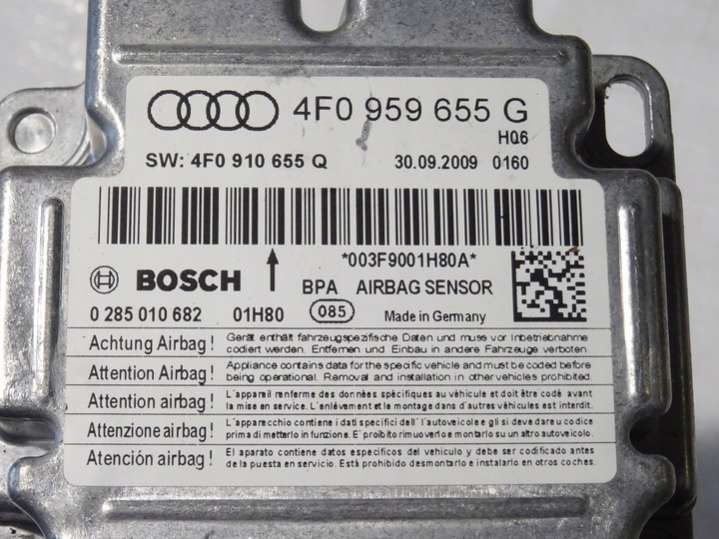 4F0 959 655 G
HQ6
SW: 4F0 910 655 Q 30.09.2009 0160
*003F9001H80A*
BOSCH BPA AIRBAG SENSOR
0 285 010 682 01H80 085 Made in Germany
Achtung Airbag! Gerät enthält fahrzeugspezifische Daten und muss vor Inbetriebnahme
codiert werden. Entfernen und Einbau in andere Fahrzeuge verboten.
Attention Airbag! Appliance contains data for the specific vehicle and must be coded before
being operational. Removal and installation in other vehicles prohibited.
Attention airbag! L'appareil renferme des données spécifiques au véhicule et doit être codé avant
la mise en service. L'enlèvement et le montage dans d'autres véhicules est interdit.
Attenzione airbag! L'apparecchio contiene i dati specifici dell'autoveicolo e gli si deve dare u codice
prima di metterlo in funzione. E' proibito rimuoverlo e montarlo su un altro autoveicolo.
Atención airbag! El aparato contiene datos especificos del vehículo y debe ser codificado antes
de la puesta en servicio. Está prohibido desmontarlo e instalarlo en otros coches.